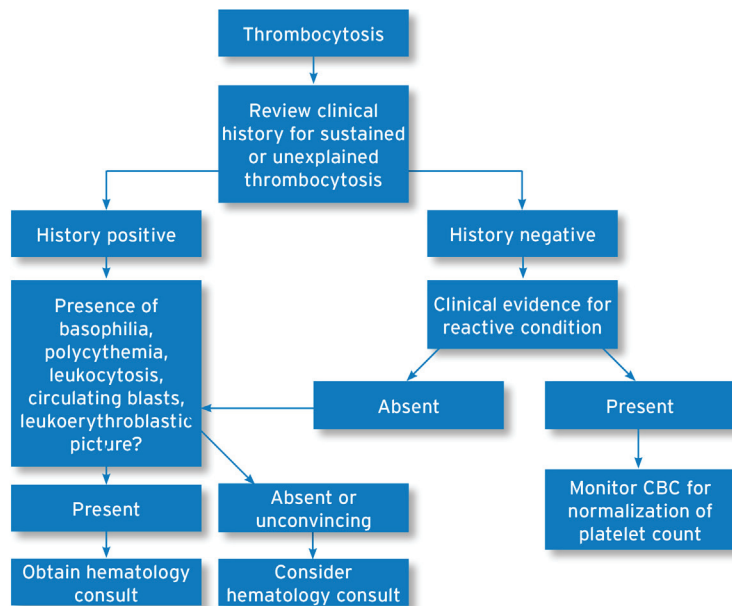 Thrombocytosis
Review clinical
history for sustained
or unexplained
thrombocytosis
History positive
History negative
Presence of
basophilia,
polycythemia,
leukocytosis,
circulating blasts,
leukoerythroblastic
picture?
Clinical evidence for
reactive condition
Absent
Present
Present
Absent or
unconvincing
Monitor CBC for
normalization of
platelet count
Obtain hematology
consult
Consider
hematology consult